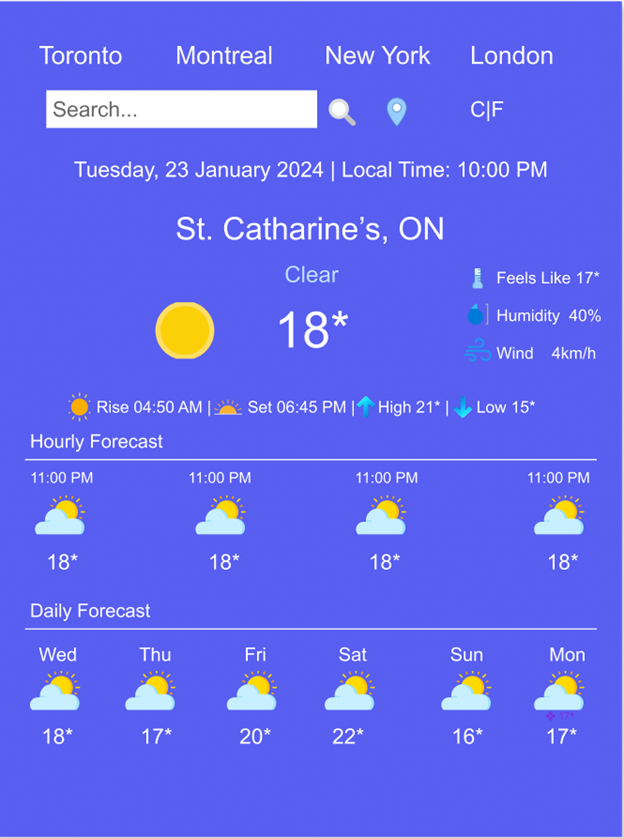 Toronto Montreal New York London
Search... C|F
Tuesday, 23 January 2024 | Local Time: 10:00 PM
St. Catharine’s, ON
Clear
Feels Like 17*
18*
Humidity 40%
Wind 4km/h
Rise 04:50 AM | Set 06:45 PM | High 21* | Low 15*
Hourly Forecast
11:00 PM 11:00 PM 11:00 PM 11:00 PM
18* 18* 18* 18*
Daily Forecast
Wed Thu Fri Sat Sun Mon
17*
18* 17* 20* 22* 16* 17*